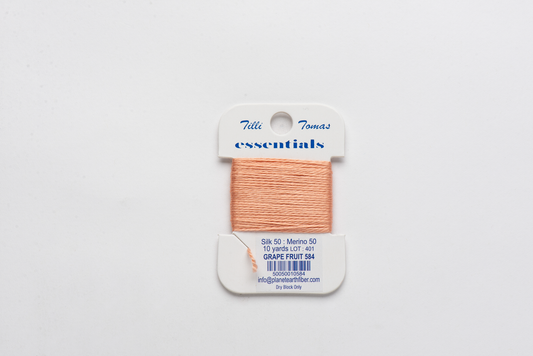 Tilli Tomas
essentials
Silk 50 : Merino 50
10 yards LOT : 401
GRAPE FRUIT 584
50050010584
info@planetearthfiber.com
Dry Block Only